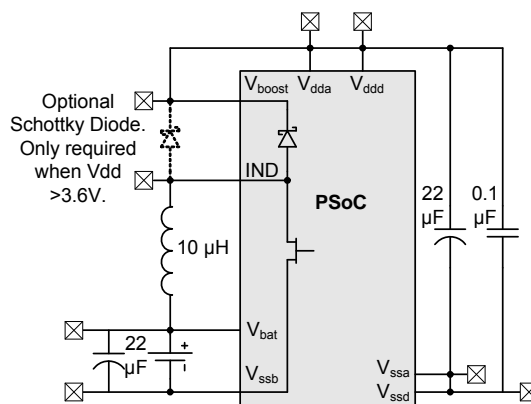 Vboost
Vdda
Vddd
Optional
Schottky Diode.
Only required
when Vdd
>3.6V.
IND
PSoC
22
µF
0.1
µF
10 µH
22
µF
+
Vbat
Vssb
Vssa
Vssd